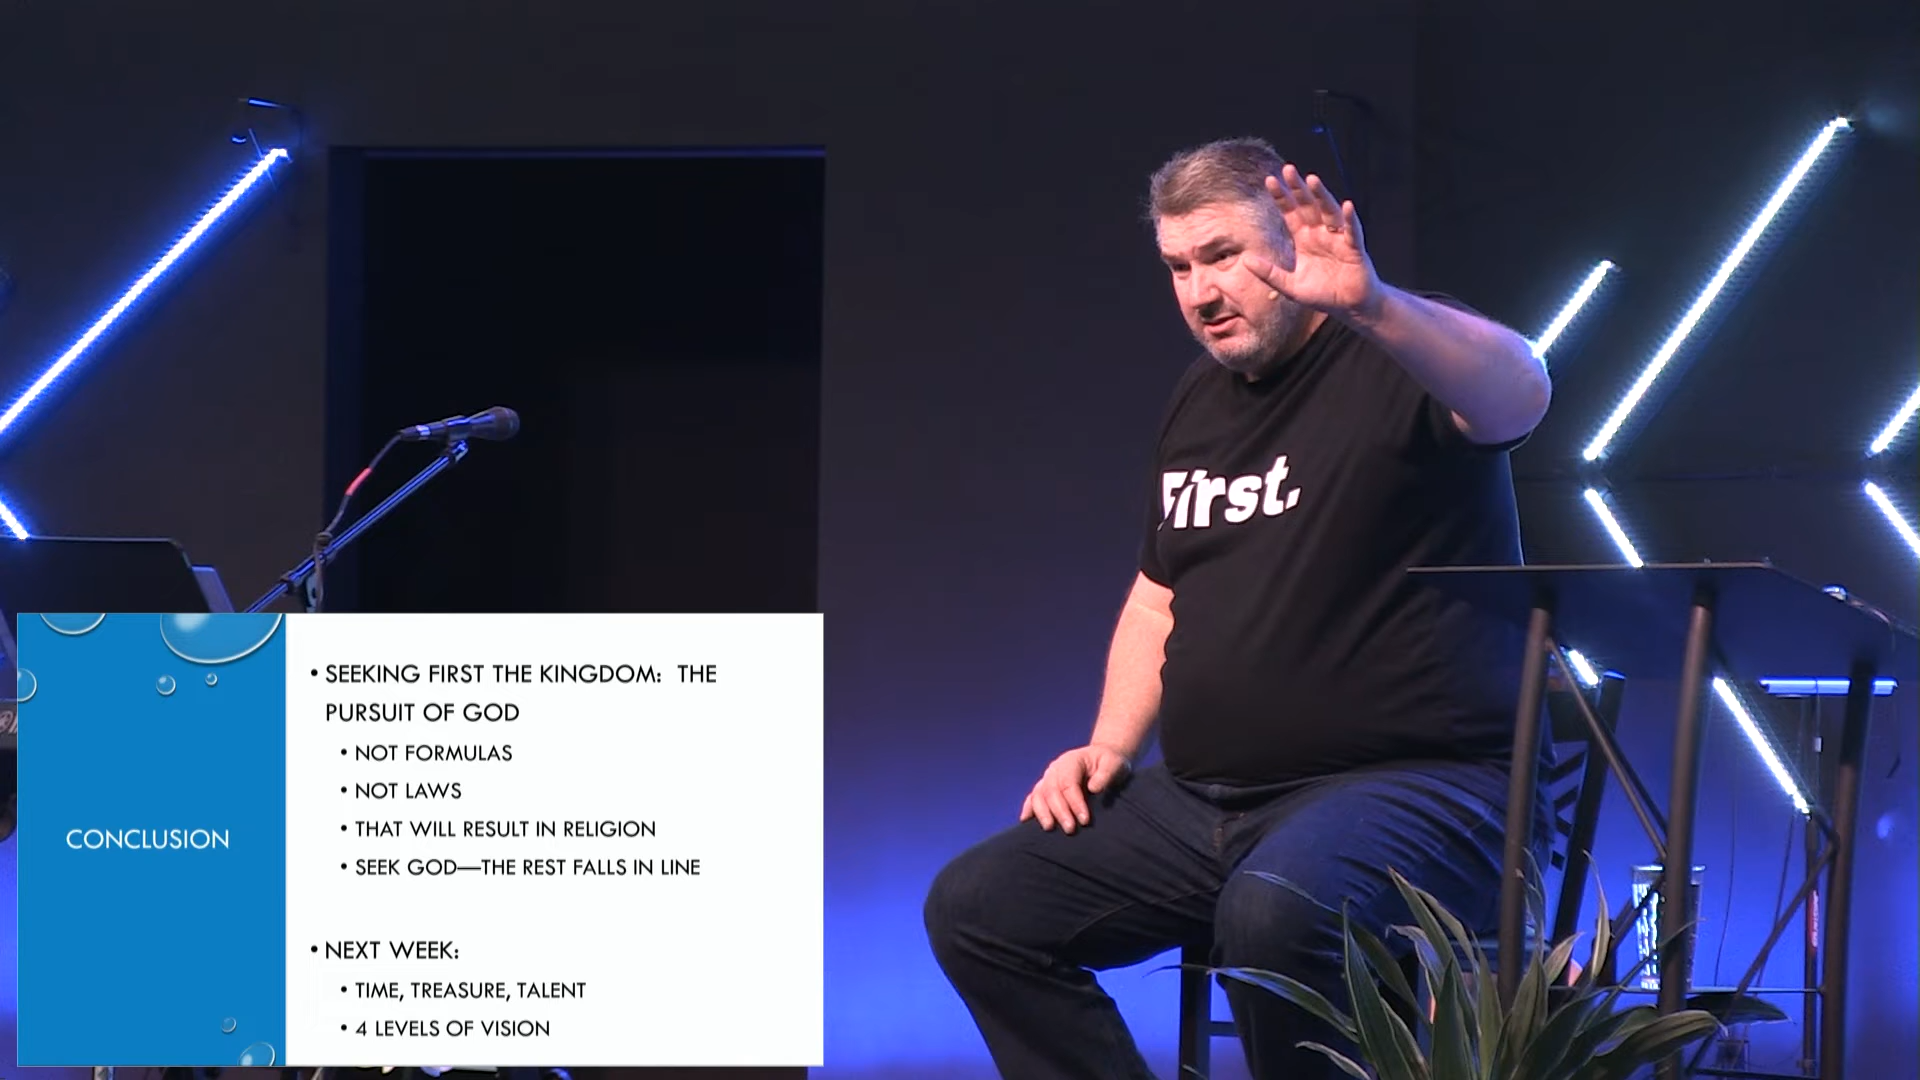 First.
CONCLUSION
• SEEKING FIRST THE KINGDOM: THE
PURSUIT OF GOD
• NOT FORMULAS
• NOT LAWS
• THAT WILL RESULT IN RELIGION
• SEEK GOD—THE REST FALLS IN LINE
• NEXT WEEK:
• TIME, TREASURE, TALENT
• 4 LEVELS OF VISION